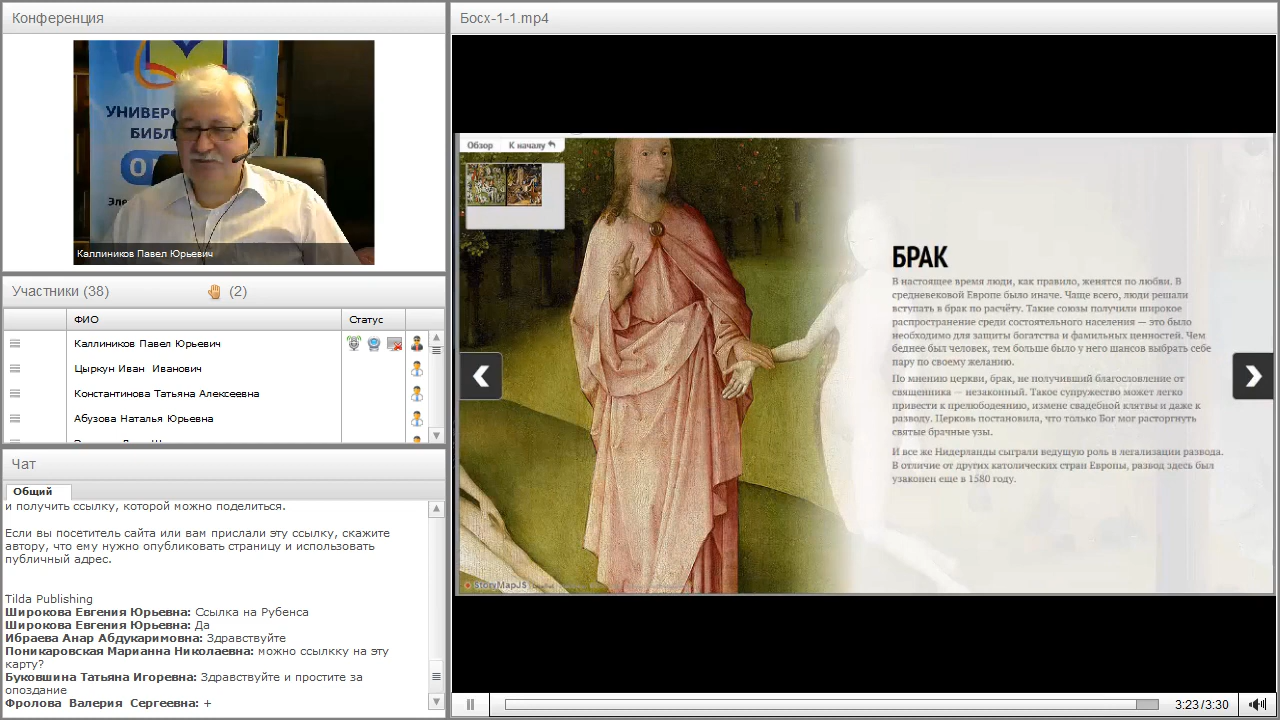 Конференция
УНИВЕР
БИБЛ
Каллиников Павел Юрьевич
Участники (38)
(2)
ФИО Статус
Каллиников Павел Юрьевич
Цыркун Иван Иванович
Константинова Татьяна Алексеевна
Абузова Наталья Юрьевна
Чат
Общий
и получить ссылку, которой можно поделиться.
Если вы посетитель сайта или вам прислали эту ссылку, скажите
автору, что ему нужно опубликовать страницу и использовать
публичный адрес.
Tilda Publishing
Широкова Евгения Юрьевна: Ссылка на Рубенса
Широкова Евгения Юрьевна: Да
Ибраева Анар Абдукаримовна: Здравствуйте
Поникаровская Марианна Николаевна: можно ссылкку на эту
карту?
Буковшина Татьяна Игоревна: Здравствуйте и простите за
опоздание
Фролова Валерия Сергеевна: +
Босх-1-1.mp4
Обзор К началу
БРАК
В настоящее время люди, как правило, женятся по любви. В
средневековой Европе было иначе. Чаще всего, люди решали
вступать в брак по расчёту. Такие союзы получили широкое
распространение среди состоятельного населения — это было
необходимо для защиты богатства и фамильных ценностей. Чем
беднее был человек, тем больше было у него шансов выбрать себе
пару по своему желанию.
По мнению церкви, брак, не получивший благословление от
священника — незаконный. Такое супружество может легко
привести к прелюбодеянию, измене свадебной клятвы и даже к
разводу. Церковь постановила, что только Бог мог расторгнуть
святые брачные узы.
И все же Нидерланды сыграли ведущую роль в легализации развода.
В отличие от других католических стран Европы, развод здесь был
узаконен еще в 1580 году.
StoryMapJS
3:23/3:30